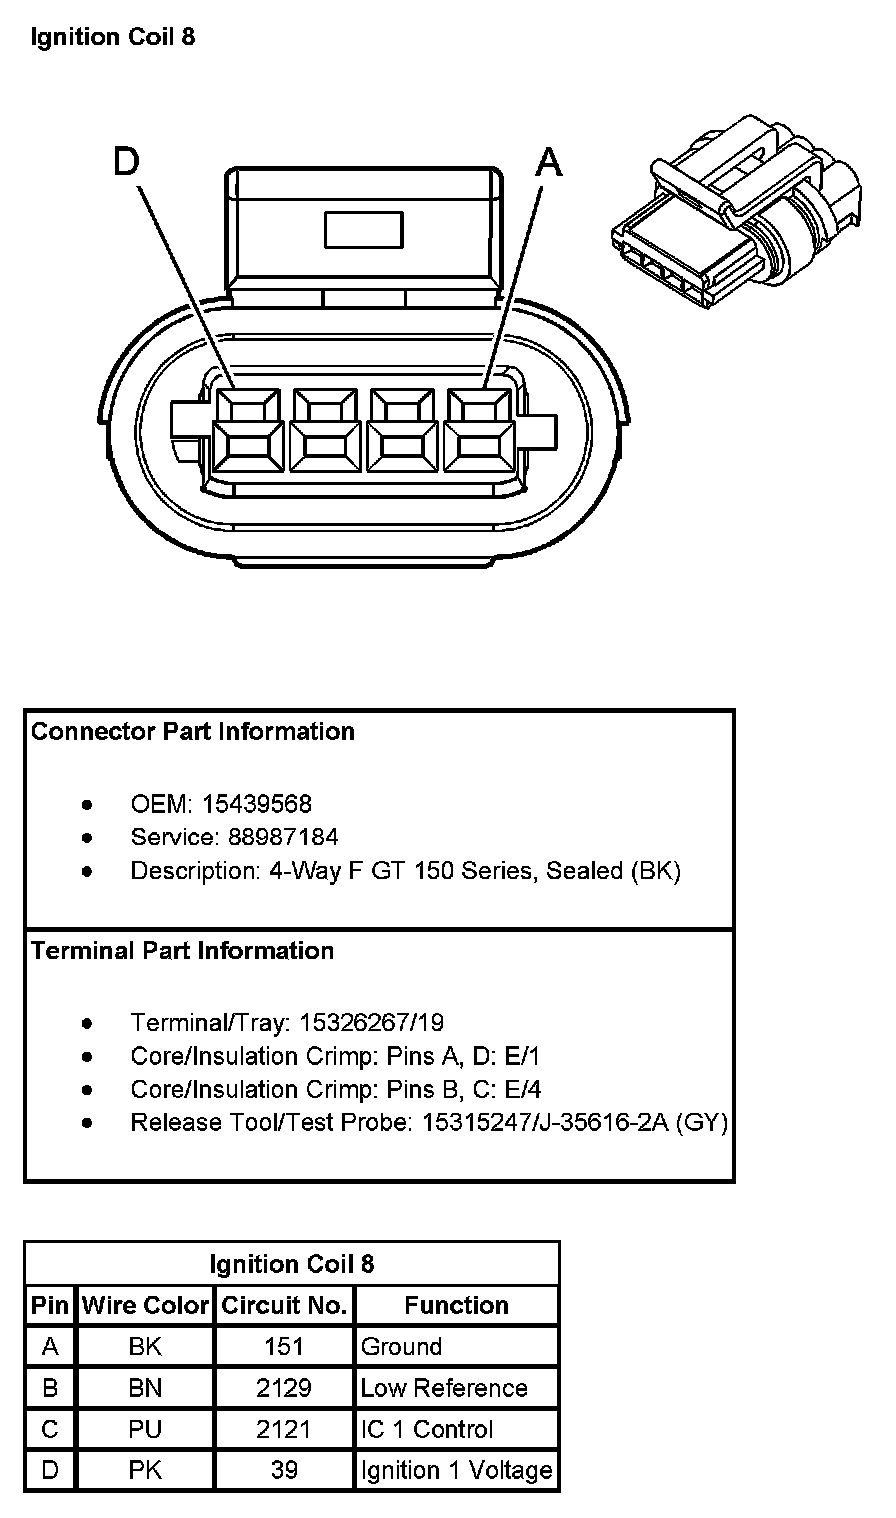 Ignition Coil 8
D A
Connector Part Information
• OEM: 15439568
• Service: 88987184
• Description: 4-Way F GT 150 Series, Sealed (BK)
Terminal Part Information
• Terminal/Tray: 15326267/19
• Core/Insulation Crimp: Pins A, D: E/1
• Core/Insulation Crimp: Pins B, C: E/4
• Release Tool/Test Probe: 15315247/J-35616-2A (GY)
Ignition Coil 8
Pin Wire Color Circuit No. Function
A BK 151 Ground
B BN 2129 Low Reference
C PU 2121 IC 1 Control
D PK 39 Ignition 1 Voltage